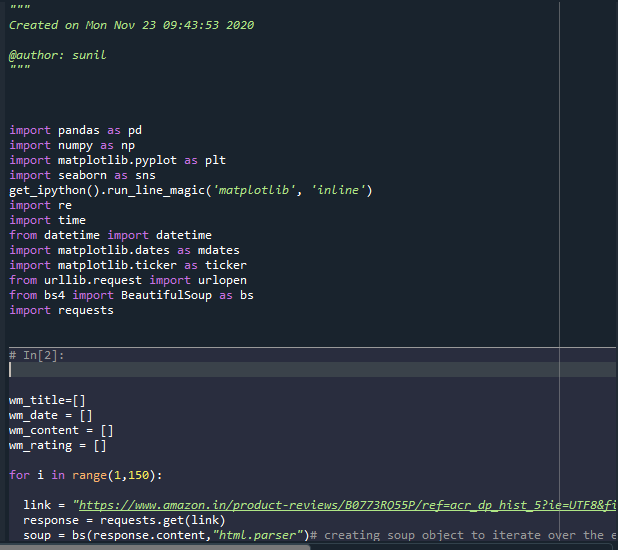 """
Created on Mon Nov 23 09:43:53 2020
@author: sunil
"""
import pandas as pd
import numpy as np
import matplotlib.pyplot as plt
import seaborn as sns
get_ipython().run_line_magic('matplotlib', 'inline')
import re
import time
from datetime import datetime
import matplotlib.dates as mdates
import matplotlib.ticker as ticker
from urllib.request import urlopen
from bs4 import BeautifulSoup as bs
import requests
# In[2]:
wm_title=[]
wm_date = []
wm_content = []
wm_rating = []
for i in range(1,150):
link = "https://www.amazon.in/product-reviews/B0773RQ55P/ref=acr_dp_hist_5?ie=UTF8&fi
response = requests.get(link)
soup = bs(response.content,"html.parser")# creating soup object to iterate over the e